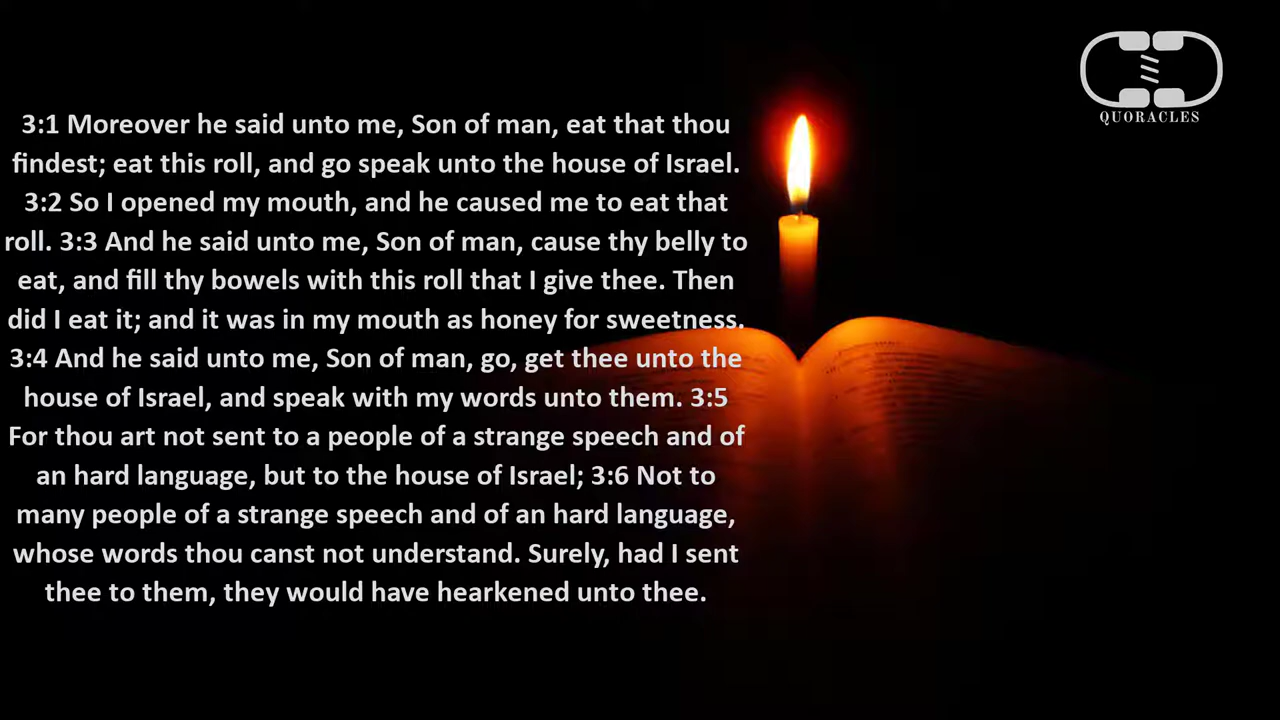 QUORACLES
3:1 Moreover he said unto me, Son of man, eat that thou
findest; eat this roll, and go speak unto the house of Israel.
3:2 So I opened my mouth, and he caused me to eat that
roll. 3:3 And he said unto me, Son of man, cause thy belly to
eat, and fill thy bowels with this roll that I give thee. Then
did I eat it; and it was in my mouth as honey for sweetness.
3:4 And he said unto me, Son of man, go, get thee unto the
house of Israel, and speak with my words unto them. 3:5
For thou art not sent to a people of a strange speech and of
an hard language, but to the house of Israel; 3:6 Not to
many people of a strange speech and of an hard language,
whose words thou canst not understand. Surely, had I sent
thee to them, they would have hearkened unto thee.